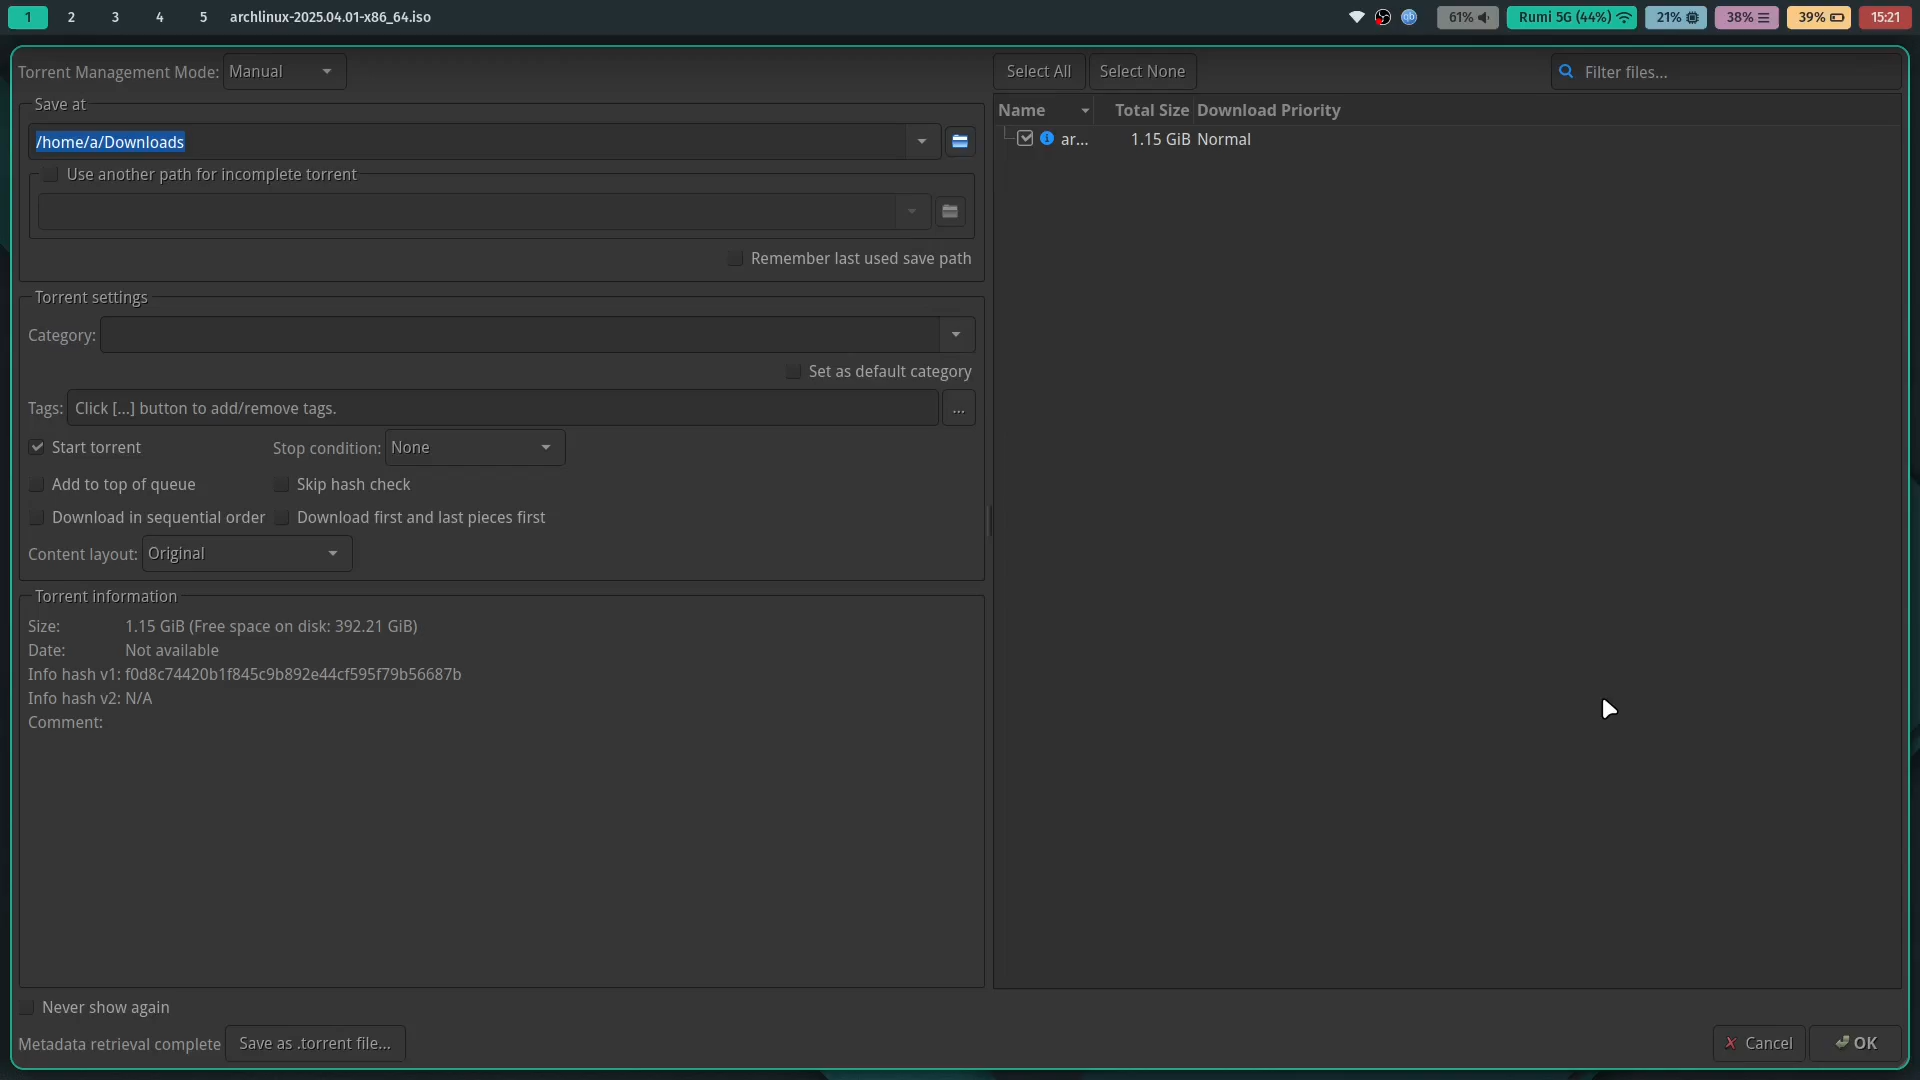 1 2 3 4 5 archlinux-2025.04.01-x86_64.iso 61% Rumi 5G (44%) 21% 38% 39% 15:21
Torrent Management Mode: Manual
Save at
/home/a/Downloads
Use another path for incomplete torrent
Remember last used save path
Torrent settings
Category:
Set as default category
Tags: Click [...] button to add/remove tags. ...
Start torrent Stop condition: None
Add to top of queue Skip hash check
Download in sequential order Download first and last pieces first
Content layout: Original
Torrent information
Size: 1.15 GiB (Free space on disk: 392.21 GiB)
Date: Not available
Info hash v1: f0d8c74420b1f845c9b892e44cf595f79b56687b
Info hash v2: N/A
Comment:
Never show again
Metadata retrieval complete Save as .torrent file...
Select All Select None Filter files...
Name Total Size Download Priority
ar... 1.15 GiB Normal
Cancel OK